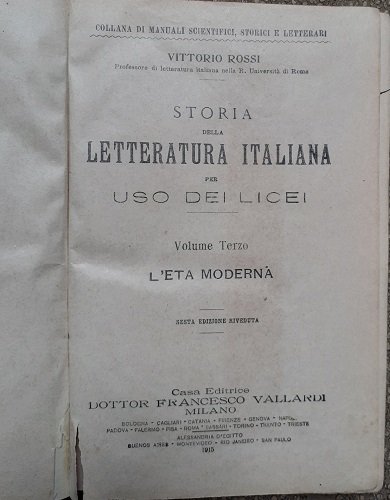 COLLANA DI MANUALI SCIENTIFICI, STORICI E LETTERARI
VITTORIO ROSSI
Professore di letteratura italiana nella R. Università di Roma
STORIA
DELLA
LETTERATURA ITALIANA
PER
USO DEI LICEI
Volume Terzo
L'ETÀ MODERNA
SESTA EDIZIONE RIVEDUTA
Casa Editrice
DOTTOR FRANCESCO VALLARDI
MILANO
BOLOGNA - CAGLIARI - CATANIA - FIRENZE - GENOVA - NAPOLI
PADOVA - PALERMO - PISA - ROMA - SASSARI - TORINO - TRENTO - TRIESTE
ALESSANDRIA D'EGITTO
BUENOS AIRES - MONTEVIDEO - RIO JANEIRO - SAN PAULO
1915